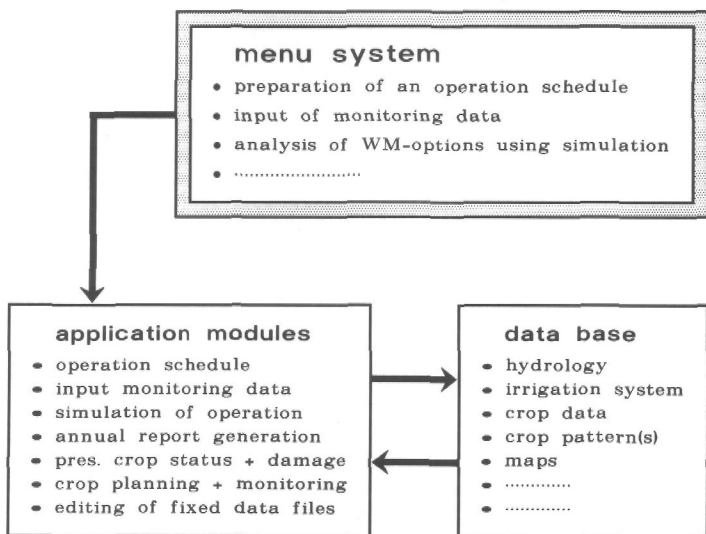 menu system
• preparation of an operation schedule
• input of monitoring data
• analysis of WM-options using simulation
• ........................
application modules
• operation schedule
• input monitoring data
• simulation of operation
• annual report generation
• pres. crop status + damage
• crop planning + monitoring
• editing of fixed data files
data base
• hydrology
• irrigation system
• crop data
• crop pattern(s)
• maps
• .............
• .............